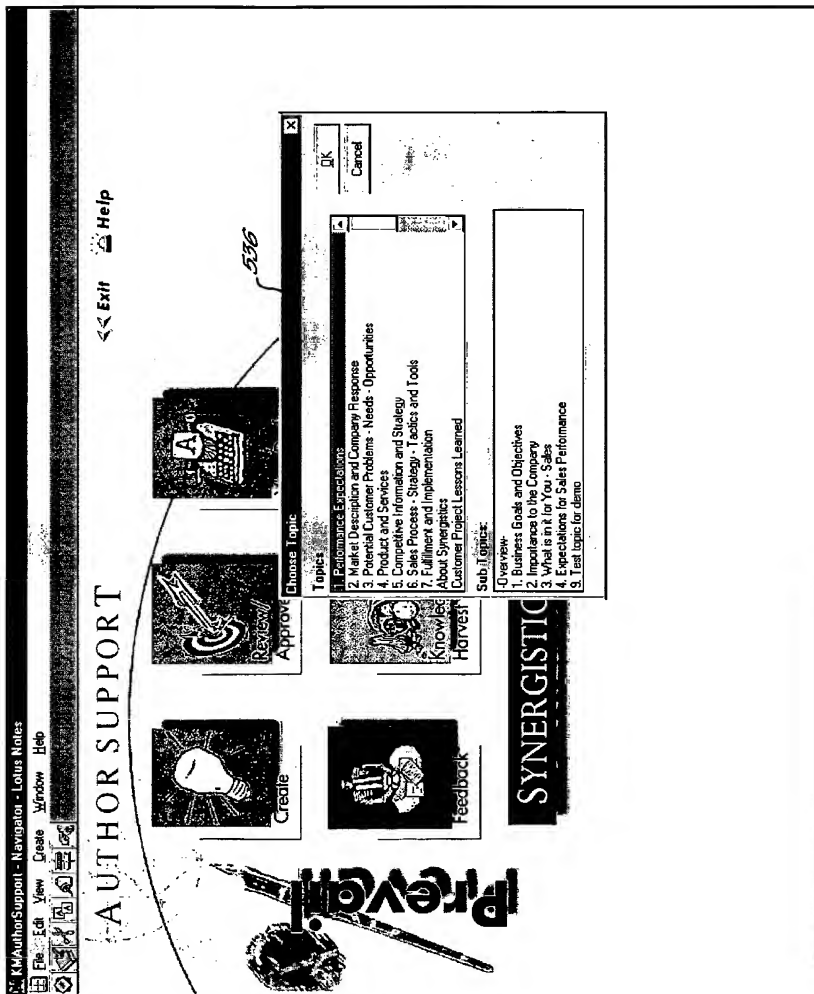 KMAuthorSupport - Navigator - Lotus Notes
File Edit View Create Window Help
AUTHOR SUPPORT
<< Exit Help
Prevail
Create
Review/
Approve
A
Feedback
Knowled
Harvest
SYNERGISTIC
536
Choose Topic
X
Topics
1. Performance Expectations
2. Market Description and Company Response
3. Potential Customer Problems - Needs - Opportunities
4. Product and Services
5. Competitive Information and Strategy
6. Sales Process - Strategy - Tactics and Tools
7. Fulfillment and Implementation
About Synergistics
Customer Project Lessons Learned
OK
Cancel
Sub Topics:
-Overview-
1. Business Goals and Objectives
2. Importance to the Company
3. What is in it for You - Sales
4. Expectations for Sales Performance
9. Test topic for demo